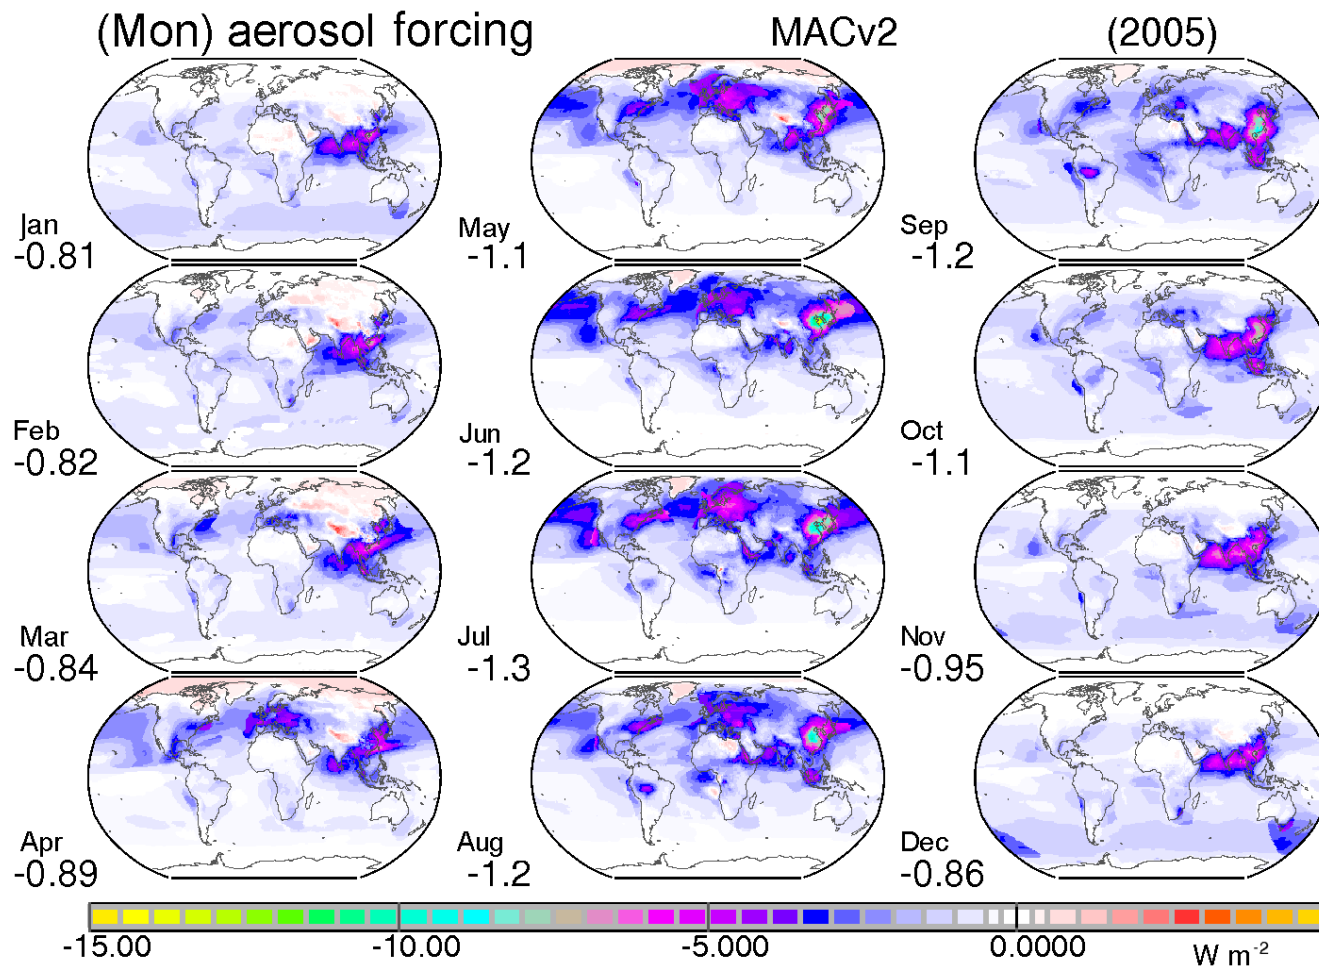 (Mon) aerosol forcing MACv2 (2005)
Jan
-0.81
May
-1.1
Sep
-1.2
Feb
-0.82
Jun
-1.2
Oct
-1.1
Mar
-0.84
Jul
-1.3
Nov
-0.95
Apr
-0.89
Aug
-1.2
Dec
-0.86
-15.00 -10.00 -5.000 0.0000 W m⁻²